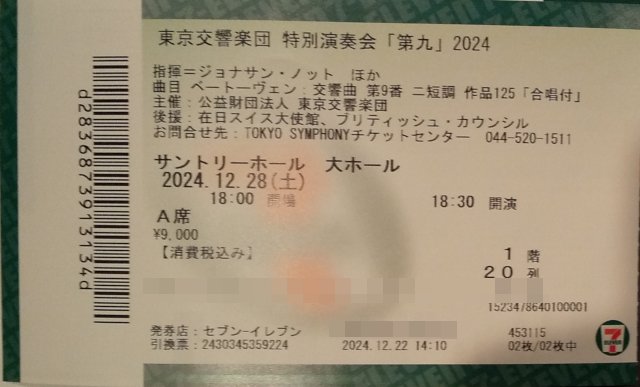 東京交響楽団 特別演奏会「第九」2024
指揮=ジョナサン・ノット ほか
曲目 ベートーヴェン:交響曲 第9番 ニ短調 作品125「合唱付」
主催:公益財団法人 東京交響楽団
後援:在日スイス大使館、ブリティッシュ・カウンシル
お問合せ先:TOKYO SYMPHONYチケットセンター 044-520-1511
サントリーホール 大ホール
2024.12.28(土)
18:00 開場 18:30 開演
A席
¥9,000
【消費税込み】
1 階
20 列
1523478640100001
発券店:セブン-イレブン 453115
引換票:2430345359224 2024.12.22 14:10 02枚/02枚中
d2836873913134d
7 ELEVEN